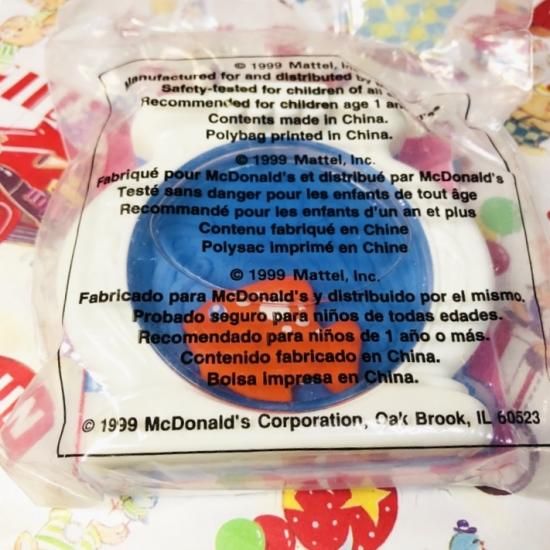 © 1999 Mattel,
Manufactured for and distributed by
Safety-tested for children of all
Recommended for children age 1
Contents made in China.
Polybag printed in China.
© 1999 Mattel, Inc.
Fabriqué pour McDonald's et distribué par McDonald's
Testé sans danger pour les enfants de tout âge
Recommandé pour les enfants d'un an et plus
Contenu fabriqué en Chine
Polysac imprimé en Chine
© 1999 Mattel, Inc.
Fabricado para McDonald's y distribuido por el mismo.
Probado seguro para niños de todas edades.
Recomendado para niños de 1 año o más.
Contenido fabricado en China.
Bolsa impresa en China.
© 1999 McDonald's Corporation, Oak Brook, IL 60523